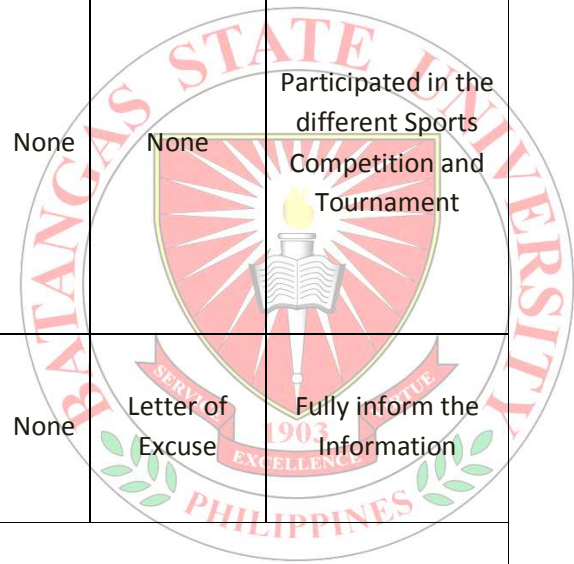 BATANGAS STATE UNIVERSITY
None
None
Participated in the
different Sports
Competition and
Tournament
None
Letter of
Excuse
Fully inform the
Information
SERVICE
EXCELLENCE
VIRTUE
1903
PHILIPPINES